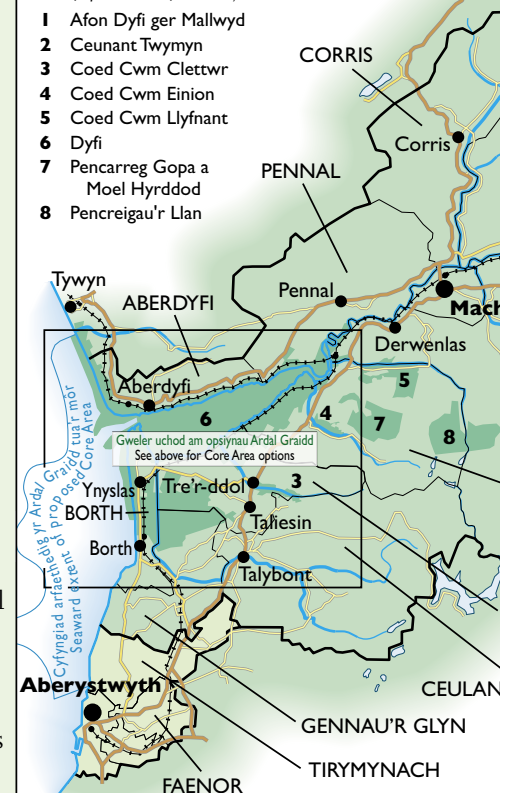 1 Afon Dyfi ger Mallwyd
2 Ceunant Twymyn
3 Coed Cwm Clettwr
4 Coed Cwm Einion
5 Coed Cwm Llyfnant
6 Dyfi
7 Pencarreg Gopa a
Moel Hyrddod
8 Pencreigau'r Llan
CORRIS
Corris
PENNAL
Tywyn
ABERDYFI
Pennal
Mach
Derwenlas
Aberdyfi
5
6
4
7
8
Gweler uchod am opsiynau Ardal Graidd
See above for Core Area options
Ynyslas
Tre'r-ddol
3
BORTH
Taliesin
Borth
Talybont
Cyfyngiad arfaethedig yr Ardal Graidd tua'r môr
Seaward extent of proposed Core Area
Aberystwyth
CEULAN
GENNAU'R GLYN
TIRYMYNACH
FAENOR